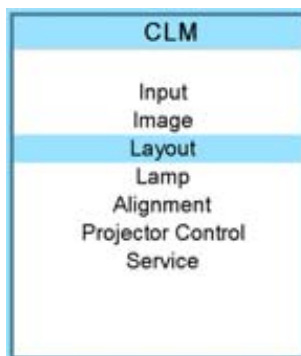 CLM
Input
Image
Layout
Lamp
Alignment
Projector Control
Service